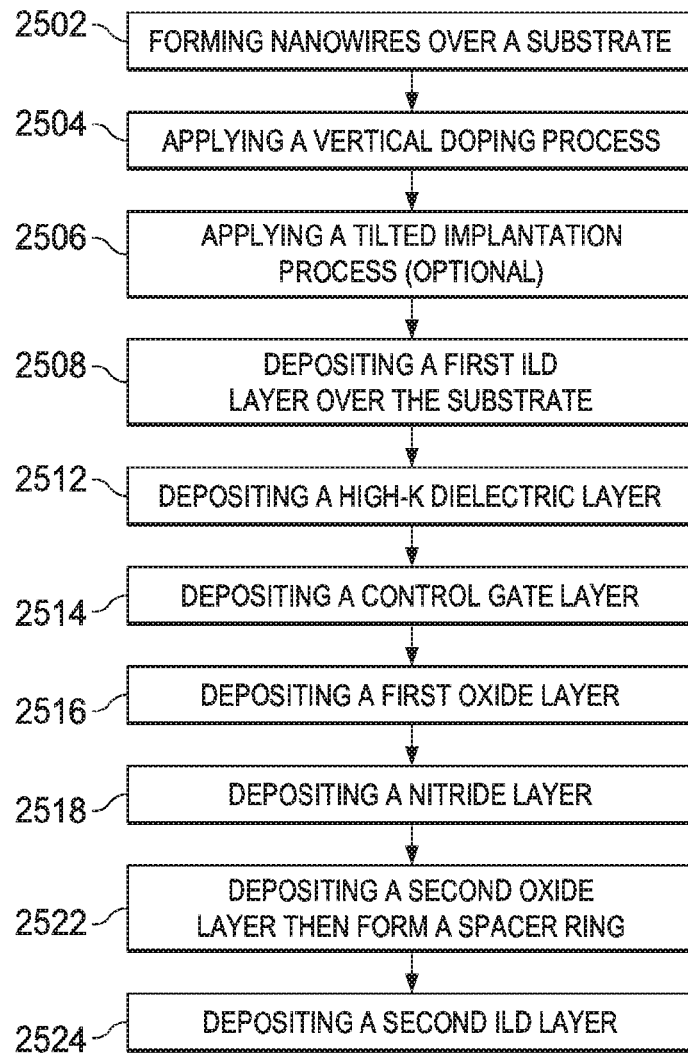 2502
FORMING NANOWIRES OVER A SUBSTRATE
2504
APPLYING A VERTICAL DOPING PROCESS
2506
APPLYING A TILTED IMPLANTATION
PROCESS (OPTIONAL)
2508
DEPOSITING A FIRST ILD
LAYER OVER THE SUBSTRATE
2512
DEPOSITING A HIGH-K DIELECTRIC LAYER
2514
DEPOSITING A CONTROL GATE LAYER
2516
DEPOSITING A FIRST OXIDE LAYER
2518
DEPOSITING A NITRIDE LAYER
2522
DEPOSITING A SECOND OXIDE
LAYER THEN FORM A SPACER RING
2524
DEPOSITING A SECOND ILD LAYER